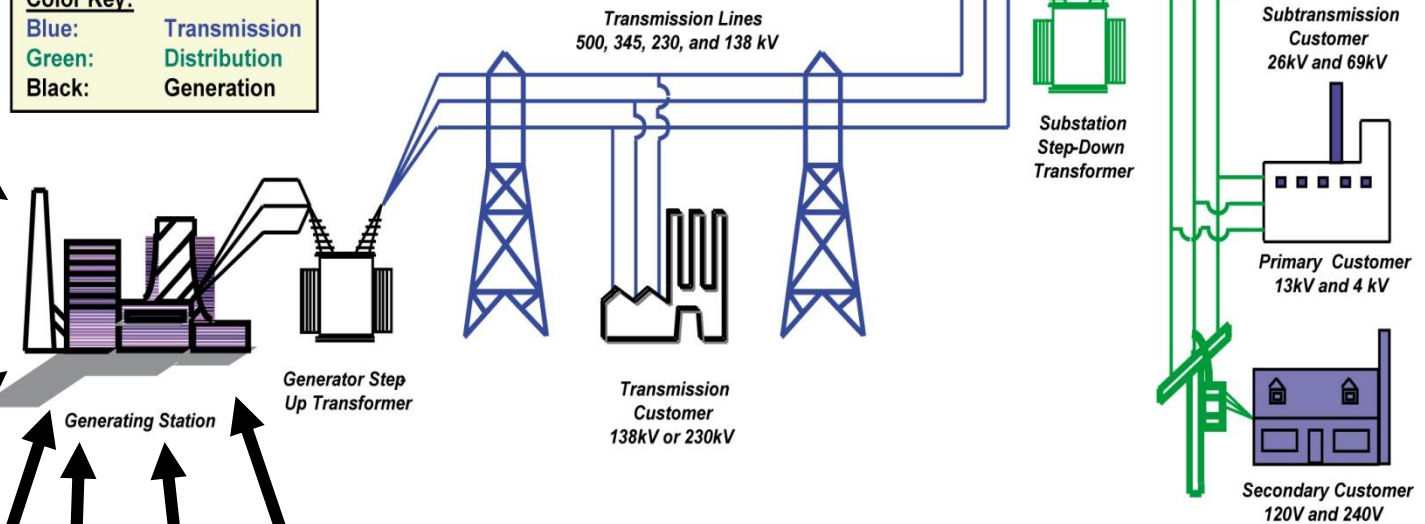 Color Key:
Blue: Transmission
Green: Distribution
Black: Generation
Transmission Lines
500, 345, 230, and 138 kV
Subtransmission
Customer
26kV and 69kV
Substation
Step-Down
Transformer
Primary Customer
13kV and 4 kV
Generator Step
Up Transformer
Transmission
Customer
138kV or 230kV
Generating Station
Secondary Customer
120V and 240V